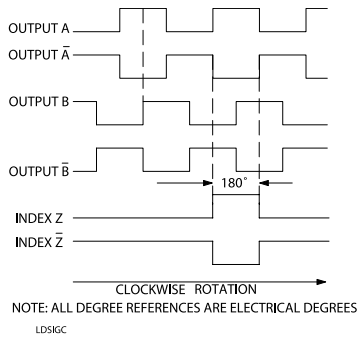 OUTPUT A
OUTPUT A̅
OUTPUT B
OUTPUT B̅
180°
INDEX Z
INDEX Z̅
CLOCKWISE ROTATION
NOTE: ALL DEGREE REFERENCES ARE ELECTRICAL DEGREES
LDSIGC